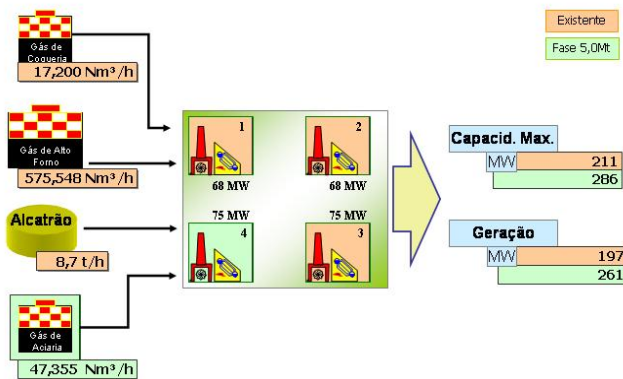 Existente
Fase 5,0Mt
Gás de
Coqueria
17,200 Nm³/h
Gás de Alto
Forno
575,548 Nm³/h
Alcatrão
8,7 t/h
Gás de
Aciaria
47,355 Nm³/h
1
2
68 MW
68 MW
75 MW
75 MW
4
3
Capacid. Max.
MW
211
286
Geração
MW
197
261